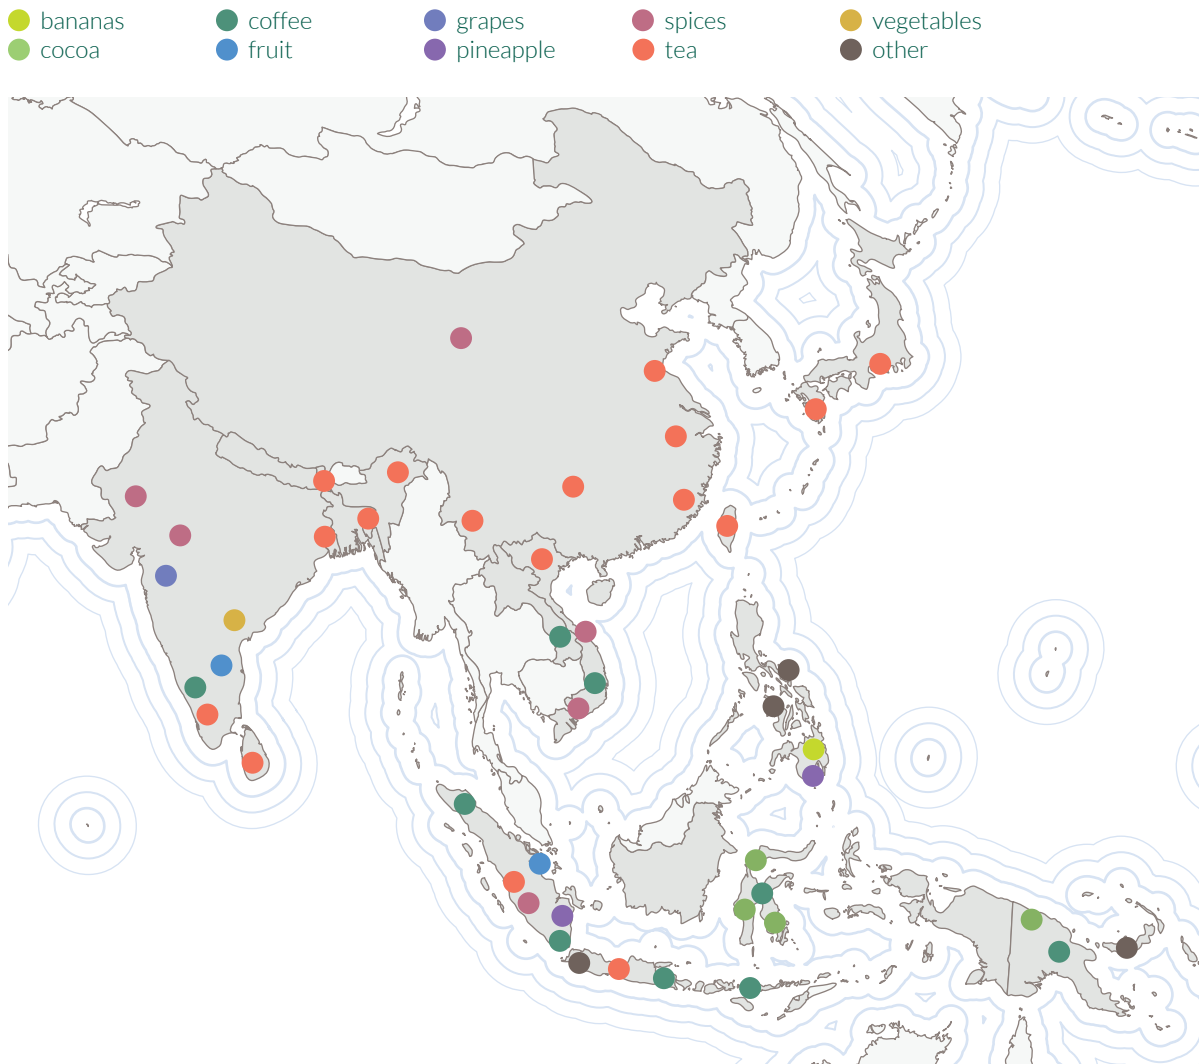 bananas coffee grapes spices vegetables
cocoa fruit pineapple tea other